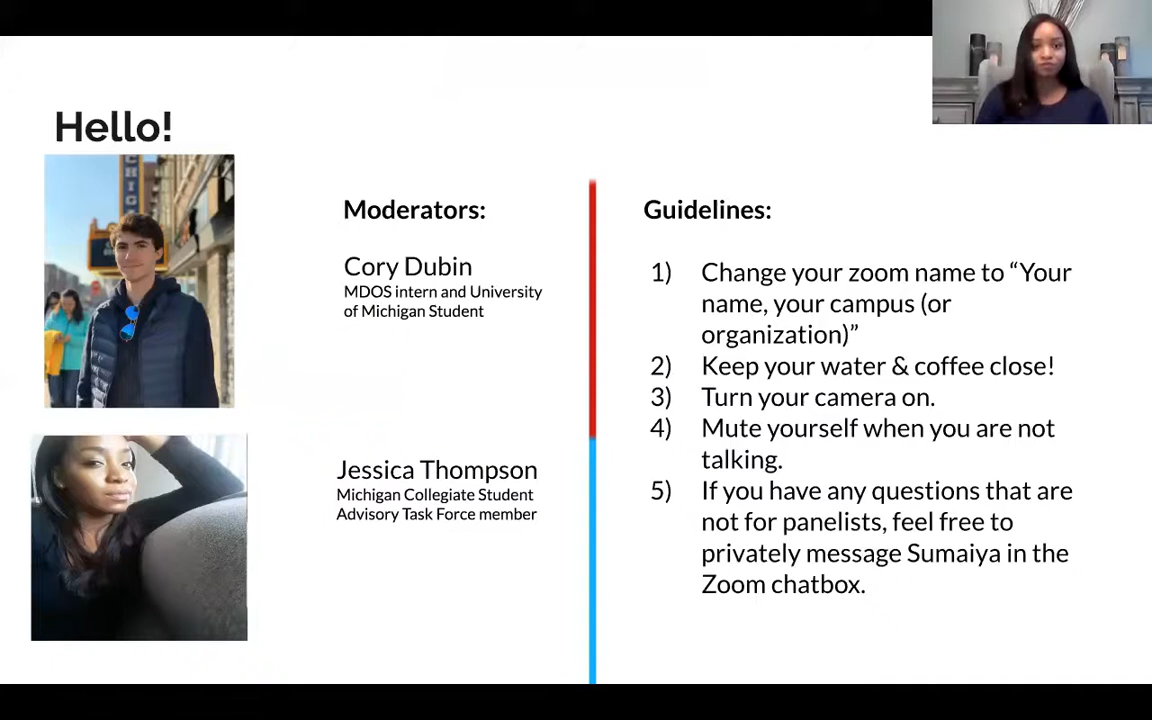 Hello!
CHIG
Moderators:
Cory Dubin
MDOS intern and University
of Michigan Student
Jessica Thompson
Michigan Collegiate Student
Advisory Task Force member
Guidelines:
1) Change your zoom name to “Your
name, your campus (or
organization)”
2) Keep your water & coffee close!
3) Turn your camera on.
4) Mute yourself when you are not
talking.
5) If you have any questions that are
not for panelists, feel free to
privately message Sumaiya in the
Zoom chatbox.